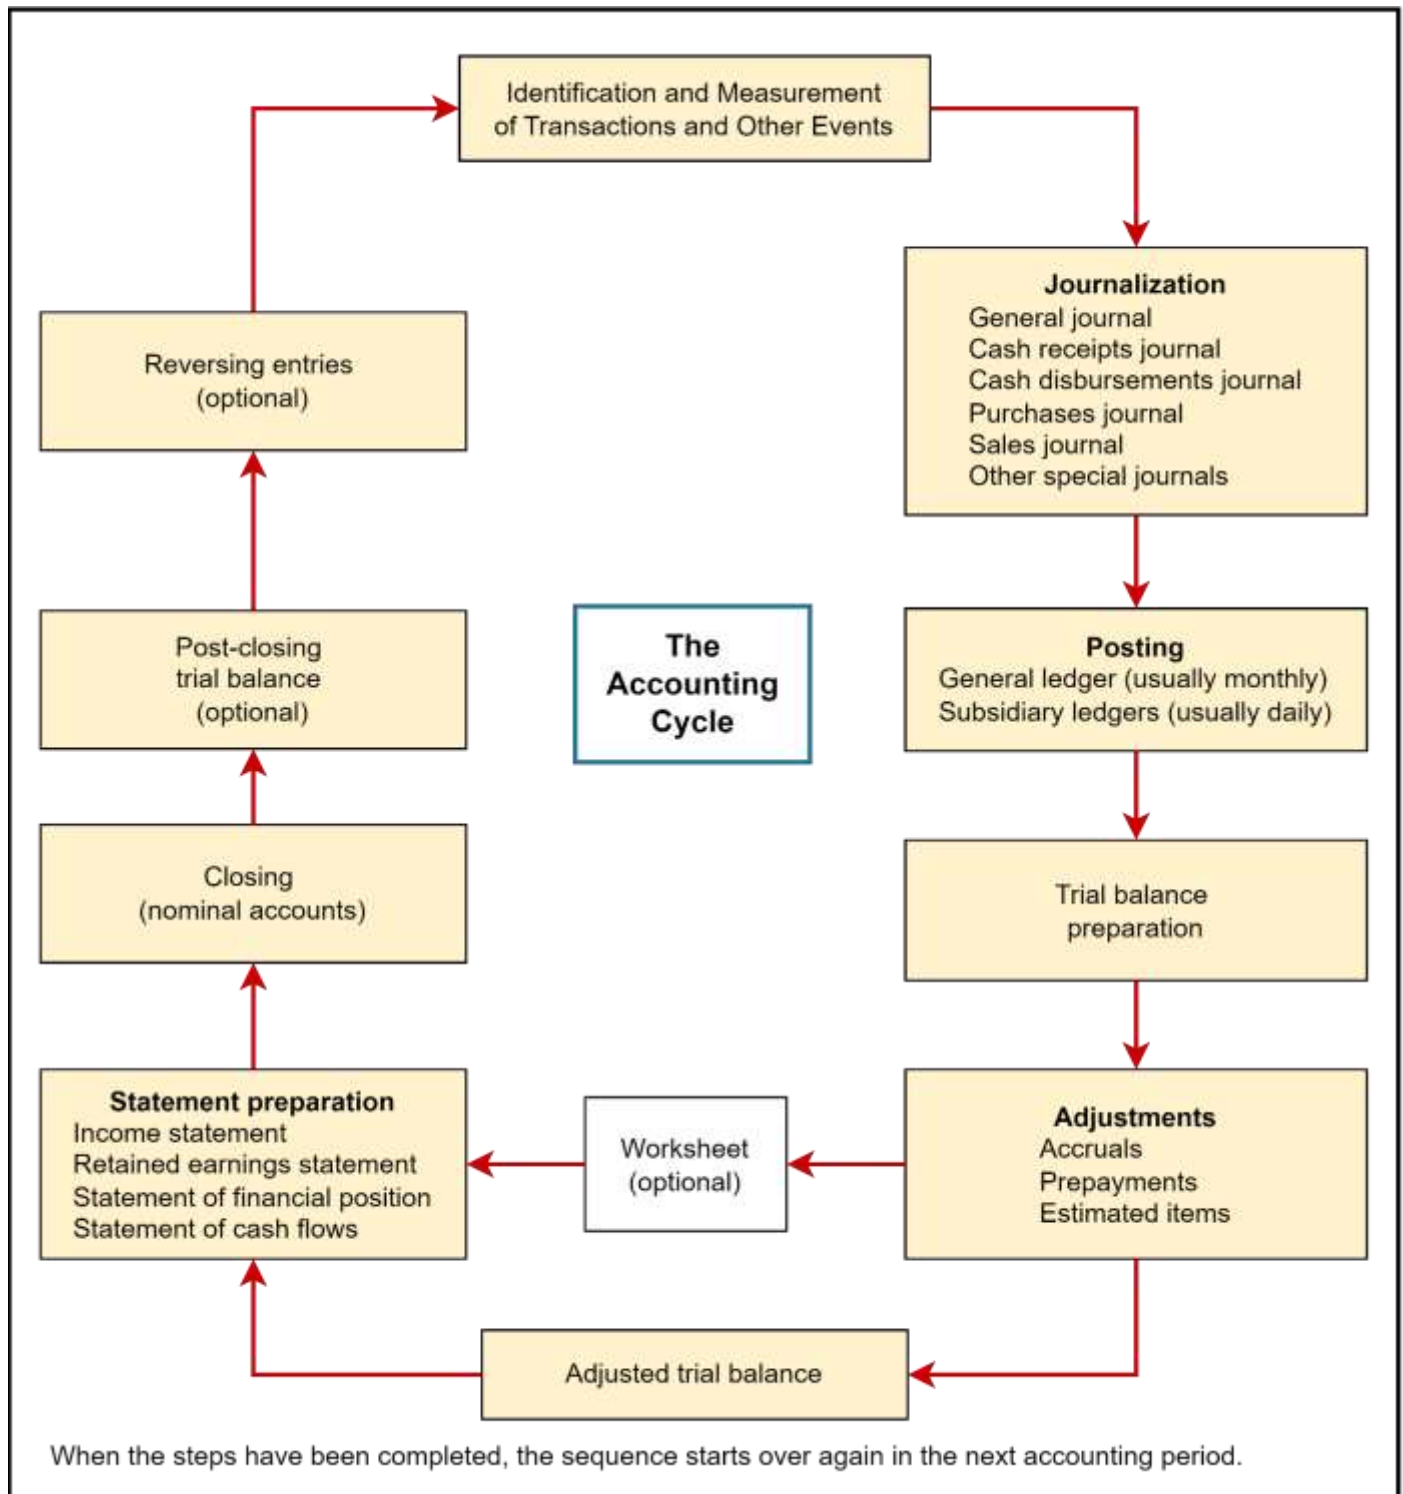 Identification and Measurement
of Transactions and Other Events
Journalization
General journal
Cash receipts journal
Cash disbursements journal
Purchases journal
Sales journal
Other special journals
Reversing entries
(optional)
Posting
General ledger (usually monthly)
Subsidiary ledgers (usually daily)
The
Accounting
Cycle
Post-closing
trial balance
(optional)
Trial balance
preparation
Closing
(nominal accounts)
Adjustments
Accruals
Prepayments
Estimated items
Worksheet
(optional)
Statement preparation
Income statement
Retained earnings statement
Statement of financial position
Statement of cash flows
Adjusted trial balance
When the steps have been completed, the sequence starts over again in the next accounting period.